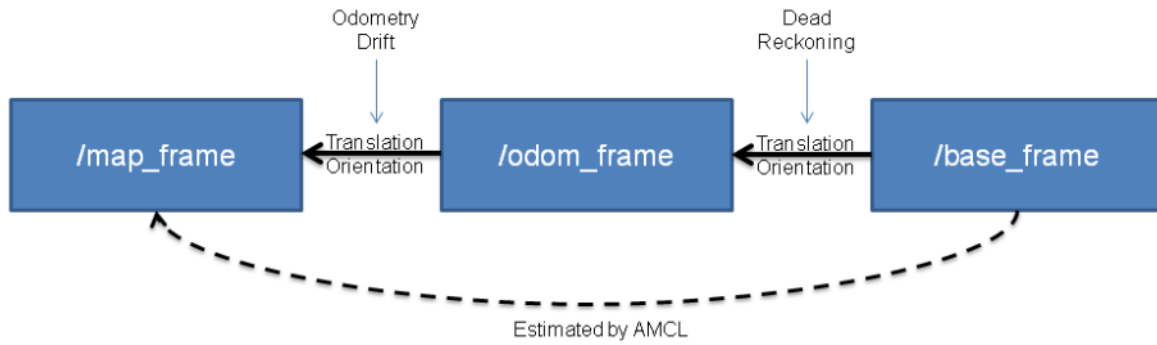 Odometry
Drift
Dead
Reckoning
/map_frame
Translation
Orientation
/odom_frame
Translation
Orientation
/base_frame
Estimated by AMCL